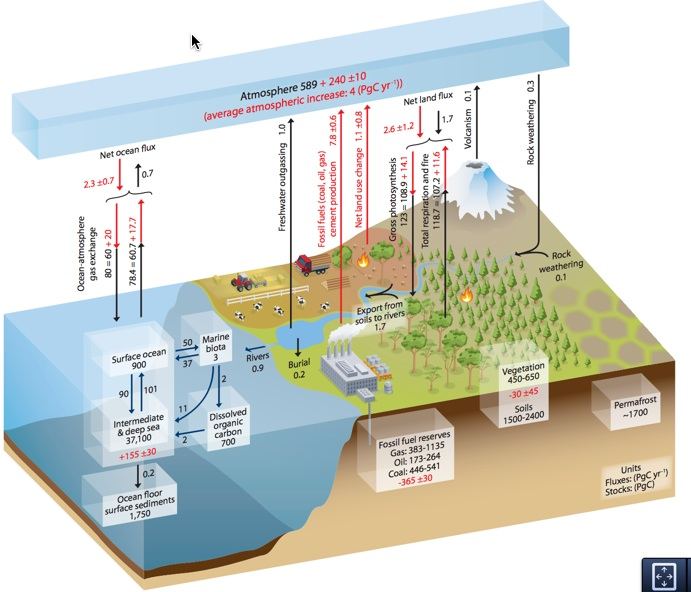 Atmosphere 589 + 240 ±10
(average atmospheric increase: 4 (PgC yr⁻¹))
Net ocean flux
2.3 ±0.7
0.7
Ocean-atmosphere
gas exchange
80 = 60 + 20
78.4 = 60.7 + 17.7
Freshwater outgassing 1.0
Fossil fuels (coal, oil, gas)
cement production 7.8 ±0.6
Net land use change 1.1 ±0.8
Net land flux
2.6 ±1.2
1.7
Gross photosynthesis
123 = 108.9 + 14.1
Total respiration and fire
118.7 = 107.2 + 11.6
Volcanism 0.1
Rock weathering 0.3
Rock
weathering
0.1
Export from
soils to rivers
1.7
Burial
0.2
Rivers
0.9
Surface ocean
900
50
37
Marine
biota
3
90
101
11
2
2
Intermediate
& deep sea
37,100
+155 ±30
Dissolved
organic
carbon
700
0.2
Ocean floor
surface sediments
1,750
Fossil fuel reserves
Gas: 383-1135
Oil: 173-264
Coal: 446-541
-365 ±30
Vegetation
450-650
-30 ±45
Soils
1500-2400
Permafrost
~1700
Units
Fluxes: (PgC yr⁻¹)
Stocks: (PgC)